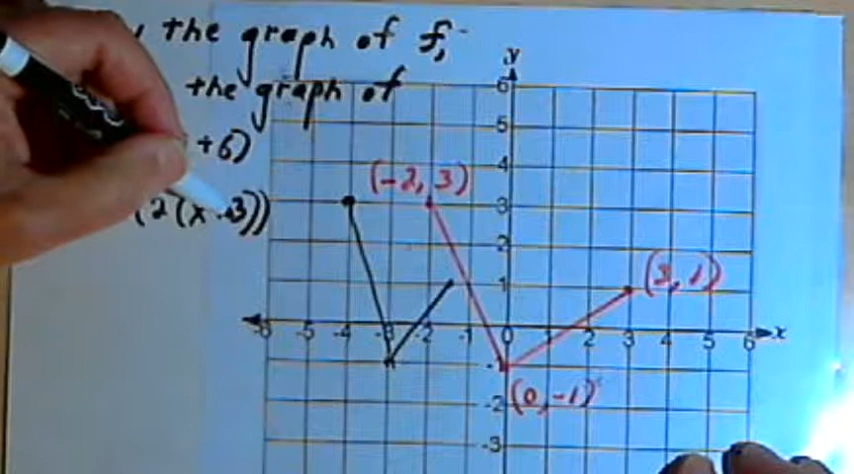 the graph of f,
the graph of
+6)
(2(x 3))
(-2, 3)
(3, 1)
(0, -1)
y
6
5
4
3
2
1
-6 -5 -4 -3 -2 -1 0 1 2 3 4 5 6 x
-1
-2
-3